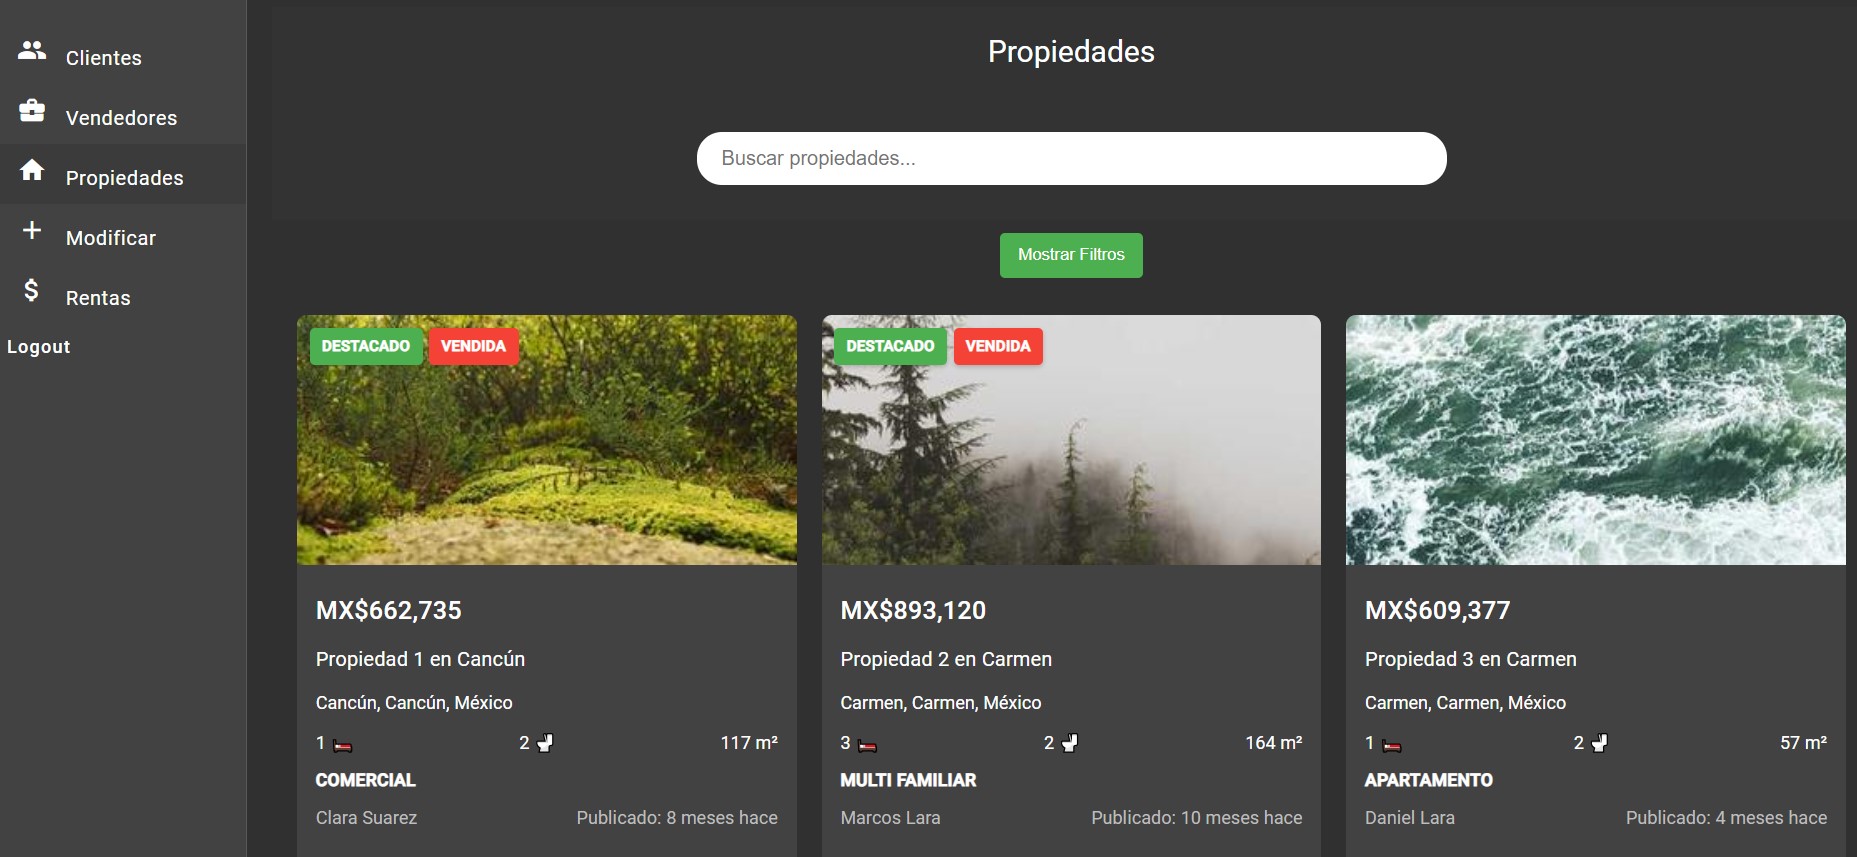 Clientes
Vendedores
Propiedades
Modificar
Rentas
Logout
Propiedades
Buscar propiedades...
Mostrar Filtros
DESTACADO VENDIDA
MX$662,735
Propiedad 1 en Cancún
Cancún, Cancún, México
1 2 117 m²
COMERCIAL
Clara Suarez Publicado: 8 meses hace
DESTACADO VENDIDA
MX$893,120
Propiedad 2 en Carmen
Carmen, Carmen, México
3 2 164 m²
MULTI FAMILIAR
Marcos Lara Publicado: 10 meses hace
MX$609,377
Propiedad 3 en Carmen
Carmen, Carmen, México
1 2 57 m²
APARTAMENTO
Daniel Lara Publicado: 4 meses hace